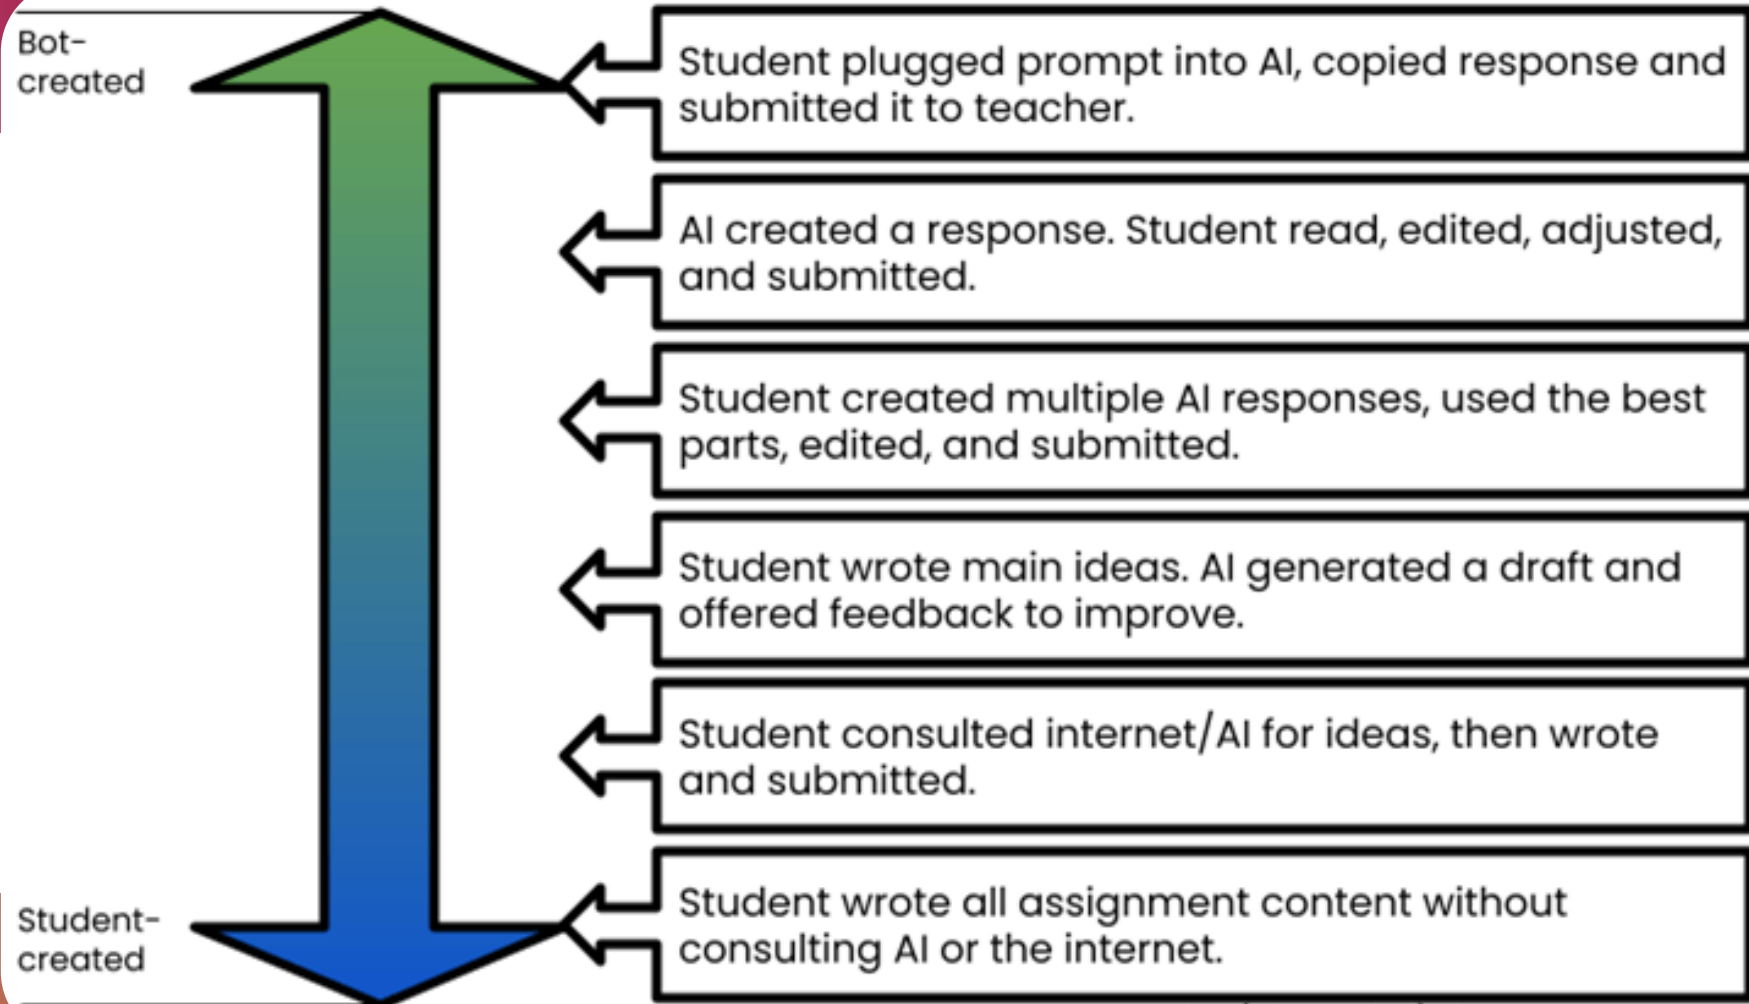 Bot-
created
Student plugged prompt into AI, copied response and
submitted it to teacher.
AI created a response. Student read, edited, adjusted,
and submitted.
Student created multiple AI responses, used the best
parts, edited, and submitted.
Student wrote main ideas. AI generated a draft and
offered feedback to improve.
Student consulted internet/AI for ideas, then wrote
and submitted.
Student-
created
Student wrote all assignment content without
consulting AI or the internet.